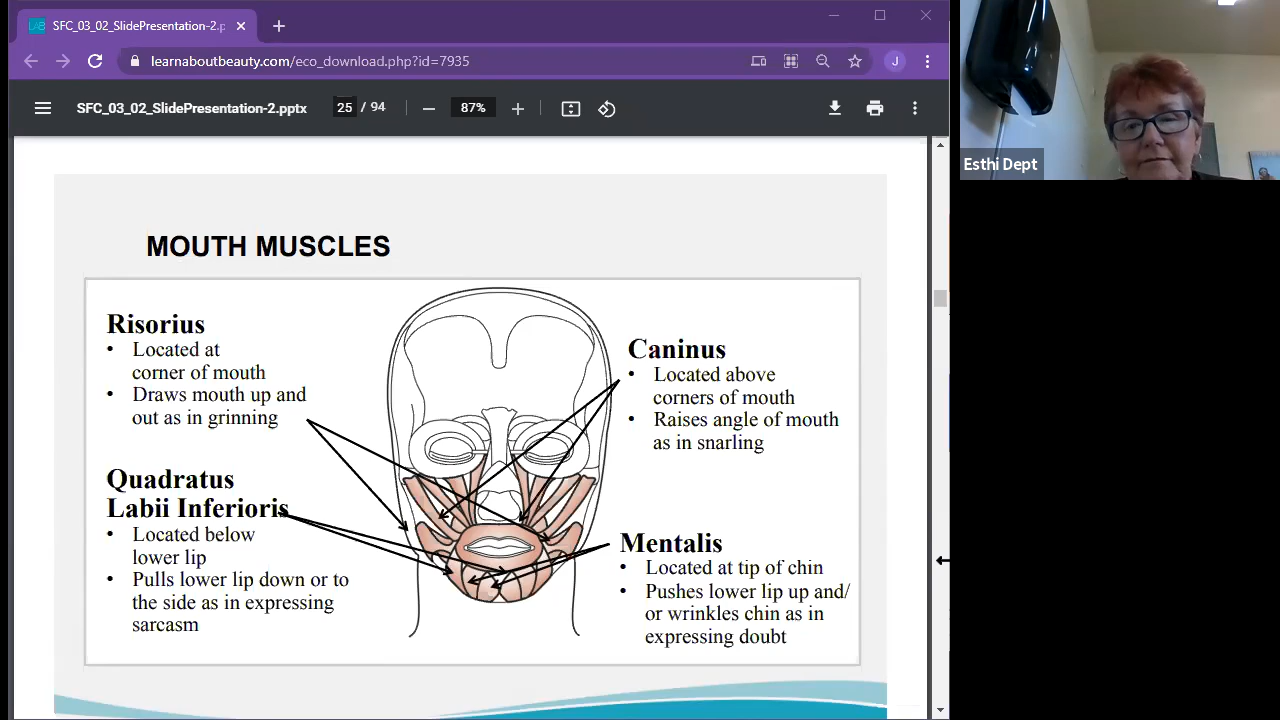 SFC_03_02_SlidePresentation-2.p
learnaboutbeauty.com/eco_download.php?id=7935
J
SFC_03_02_SlidePresentation-2.pptx
25 / 94
87%
Esthi Dept
MOUTH MUSCLES
Risorius
• Located at
corner of mouth
• Draws mouth up and
out as in grinning
Quadratus
Labii Inferioris
• Located below
lower lip
• Pulls lower lip down or to
the side as in expressing
sarcasm
Caninus
• Located above
corners of mouth
• Raises angle of mouth
as in snarling
Mentalis
• Located at tip of chin
• Pushes lower lip up and/
or wrinkles chin as in
expressing doubt